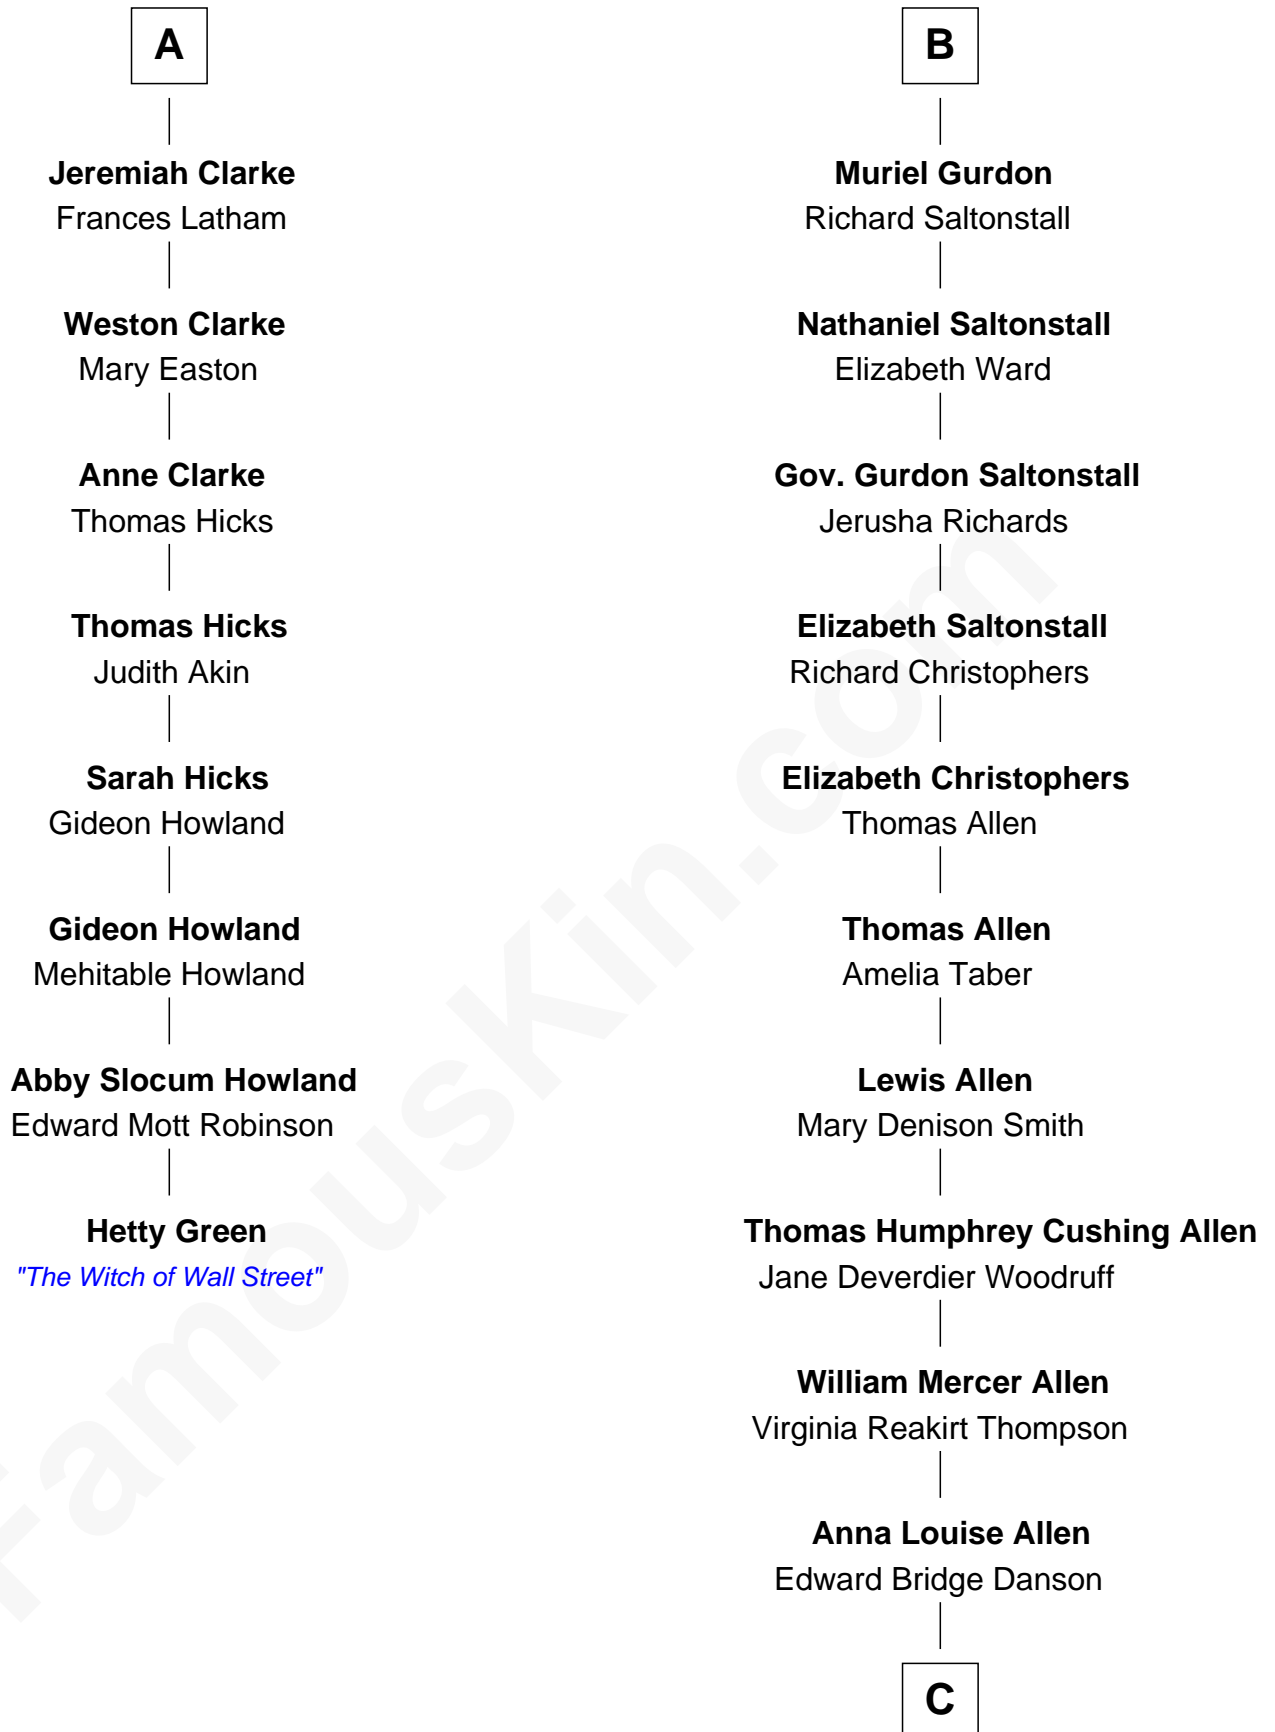 A
Jeremiah Clarke
Frances Latham
Weston Clarke
Mary Easton
Anne Clarke
Thomas Hicks
Thomas Hicks
Judith Akin
Sarah Hicks
Gideon Howland
Gideon Howland
Mehitable Howland
Abby Slocum Howland
Edward Mott Robinson
Hetty Green
"The Witch of Wall Street"
B
Muriel Gurdon
Richard Saltonstall
Nathaniel Saltonstall
Elizabeth Ward
Gov. Gurdon Saltonstall
Jerusha Richards
Elizabeth Saltonstall
Richard Christophers
Elizabeth Christophers
Thomas Allen
Thomas Allen
Amelia Taber
Lewis Allen
Mary Denison Smith
Thomas Humphrey Cushing Allen
Jane Deverdier Woodruff
William Mercer Allen
Virginia Reakirt Thompson
Anna Louise Allen
Edward Bridge Danson
C
FamousKin.com